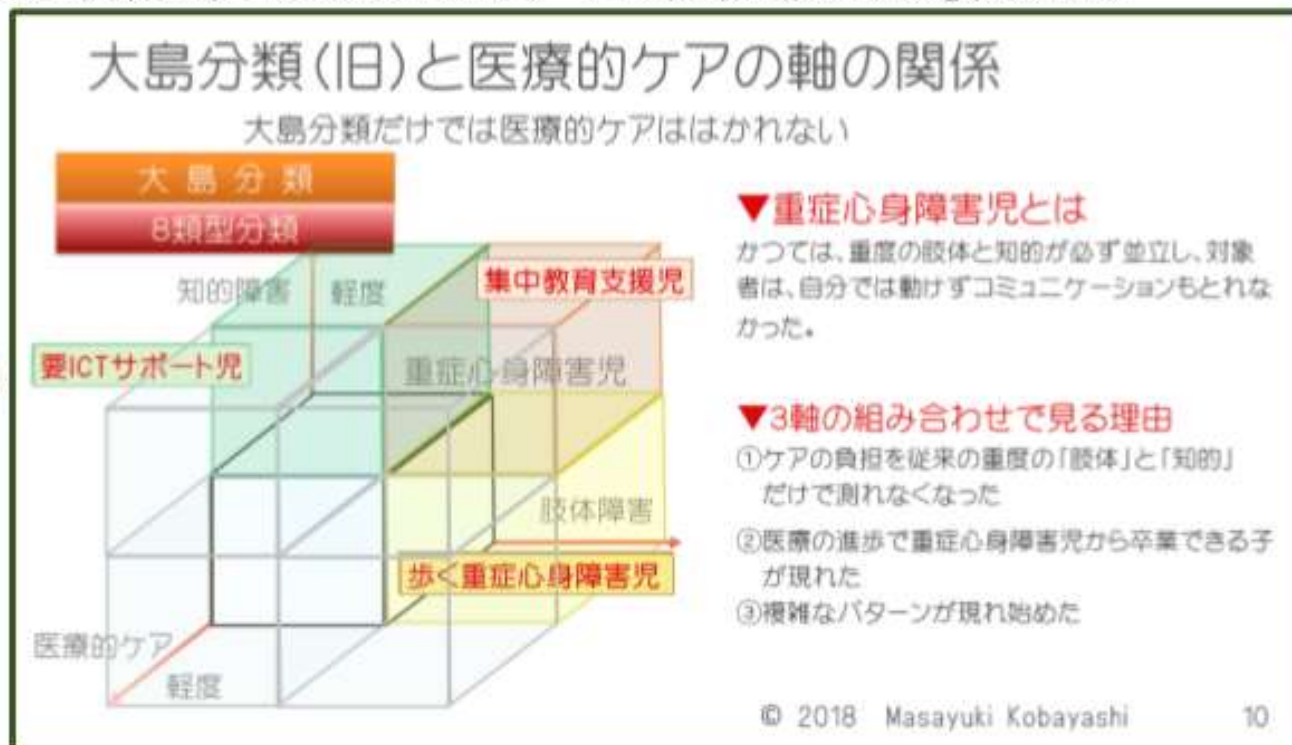 大島分類(旧)と医療的ケアの軸の関係
大島分類だけでは医療的ケアははかれない
大島分類
8類型分類
知的障害
軽度
集中教育支援児
要ICTサポート児
重症心身障害児
肢体障害
歩く重症心身障害児
医療的ケア
軽度
▼重症心身障害児とは
かつては、重度の肢体と知的が必ず並立し、対象
者は、自分では動けずコミュニケーションもとれな
かった。
▼3軸の組み合わせで見る理由
①ケアの負担を従来の重度の「肢体」と「知的」
だけで測れなくなった
②医療の進歩で重症心身障害児から卒業できる子
が現れた
③複雑なパターンが現れ始めた
© 2018 Masayuki Kobayashi
10